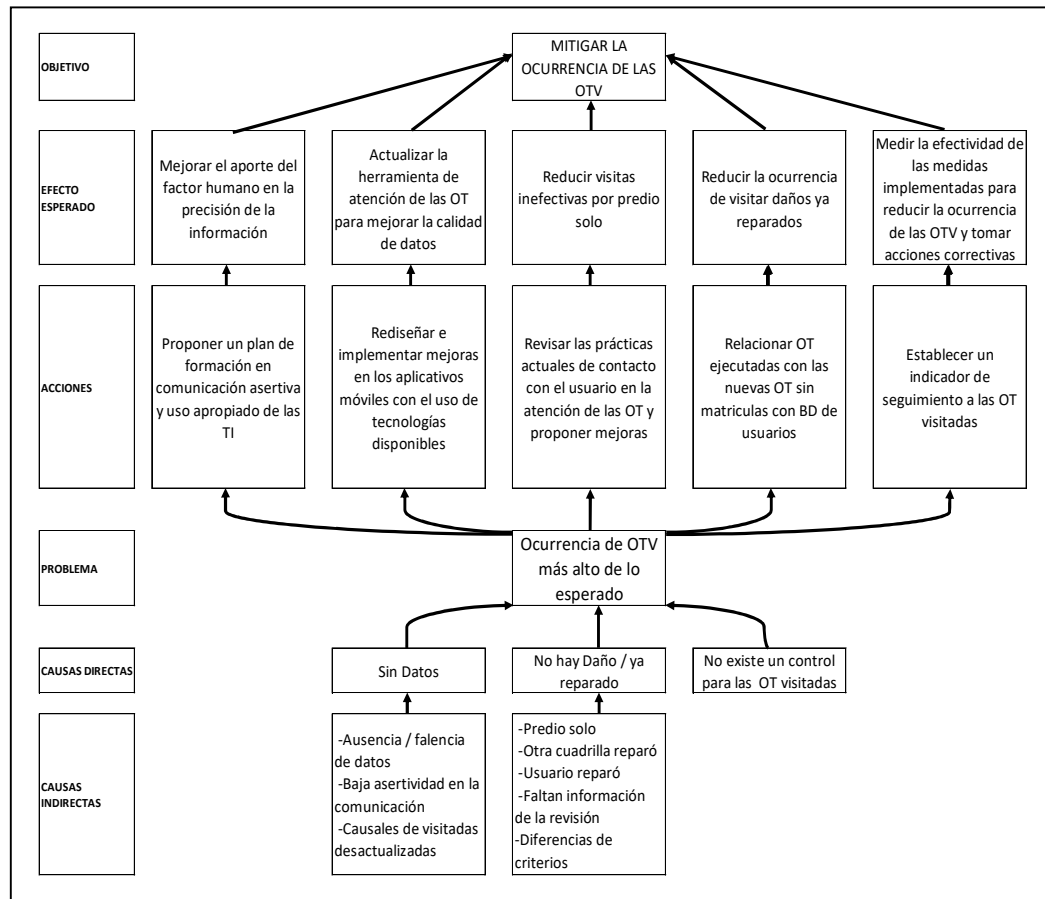 OBJETIVO
MITIGAR LA
OCURRENCIA DE LAS
OTV
EFECTO
ESPERADO
Mejorar el aporte del
factor humano en la
precisión de la
información
Actualizar la
herramienta de
atención de las OT
para mejorar la calidad
de datos
Reducir visitas
inefectivas por predio
solo
Reducir la ocurrencia
de visitar daños ya
reparados
Medir la efectividad de
las medidas
implementadas para
reducir la ocurrencia
de las OTV y tomar
acciones correctivas
ACCIONES
Proponer un plan de
formación en
comunicación asertiva
y uso apropiado de las
TI
Rediseñar e
implementar mejoras
en los aplicativos
móviles con el uso de
tecnologías
disponibles
Revisar las prácticas
actuales de contacto
con el usuario en la
atención de las OT y
proponer mejoras
Relacionar OT
ejecutadas con las
nuevas OT sin
matriculas con BD de
usuarios
Establecer un
indicador de
seguimiento a las OT
visitadas
PROBLEMA
Ocurrencia de OTV
más alto de lo
esperado
CAUSAS DIRECTAS
Sin Datos
No hay Daño / ya
reparado
No existe un control
para las OT visitadas
CAUSAS
INDIRECTAS
-Ausencia / falencia
de datos
-Baja asertividad en la
comunicación
-Causales de visitadas
desactualizadas
-Predio solo
-Otra cuadrilla reparó
-Usuario reparó
-Faltan información
de la revisión
-Diferencias de
criterios